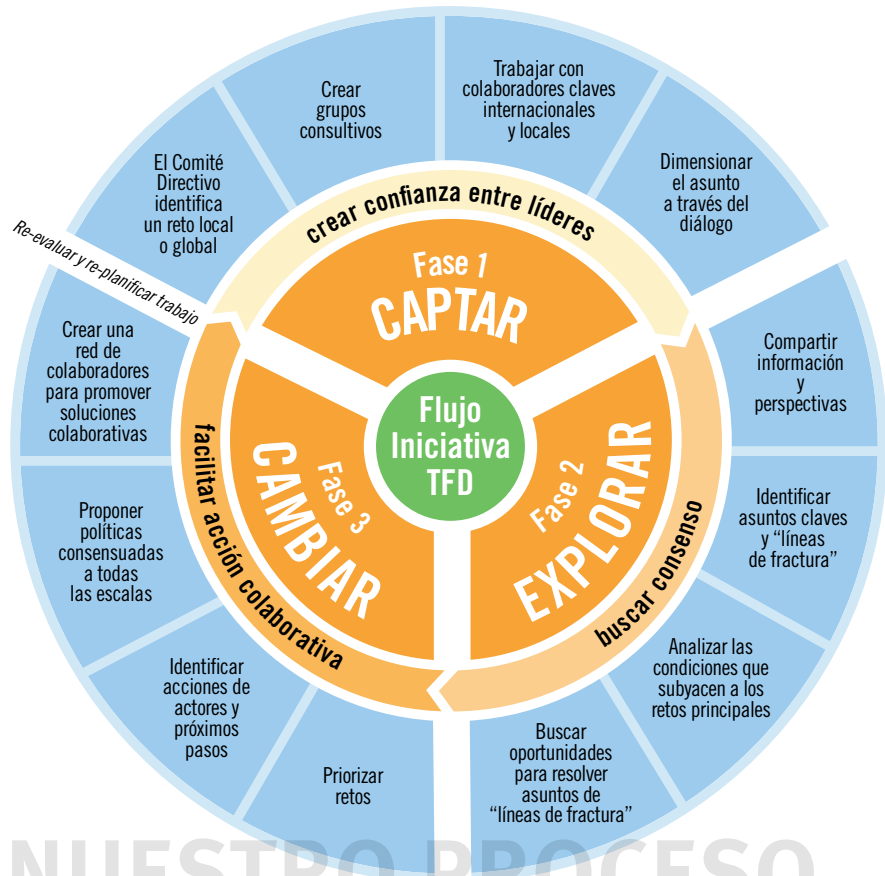 Flujo
Iniciativa
TFD
Fase 1
CAPTAR
crear confianza entre líderes
El Comité
Directivo
identifica
un reto local
o global
Crear
grupos
consultivos
Trabajar con
colaboradores claves
internacionales
y locales
Dimensionar
el asunto
a través del
diálogo
Fase 2
EXPLORAR
buscar consenso
Compartir
información
y
perspectivas
Identificar
asuntos claves
y “líneas
de fractura”
Analizar las
condiciones que
subyacen a los
retos principales
Buscar
oportunidades
para resolver
asuntos de
“líneas de fractura”
Fase 3
CAMBIAR
facilitar acción colaborativa
Priorizar
retos
Identificar
acciones de
actores y
próximos
pasos
Proponer
políticas
consensuadas
a todas
las escalas
Crear una
red de
colaboradores
para promover
soluciones
colaborativas
Re-evaluar y re-planificar trabajo
NUESTRO PROCESO